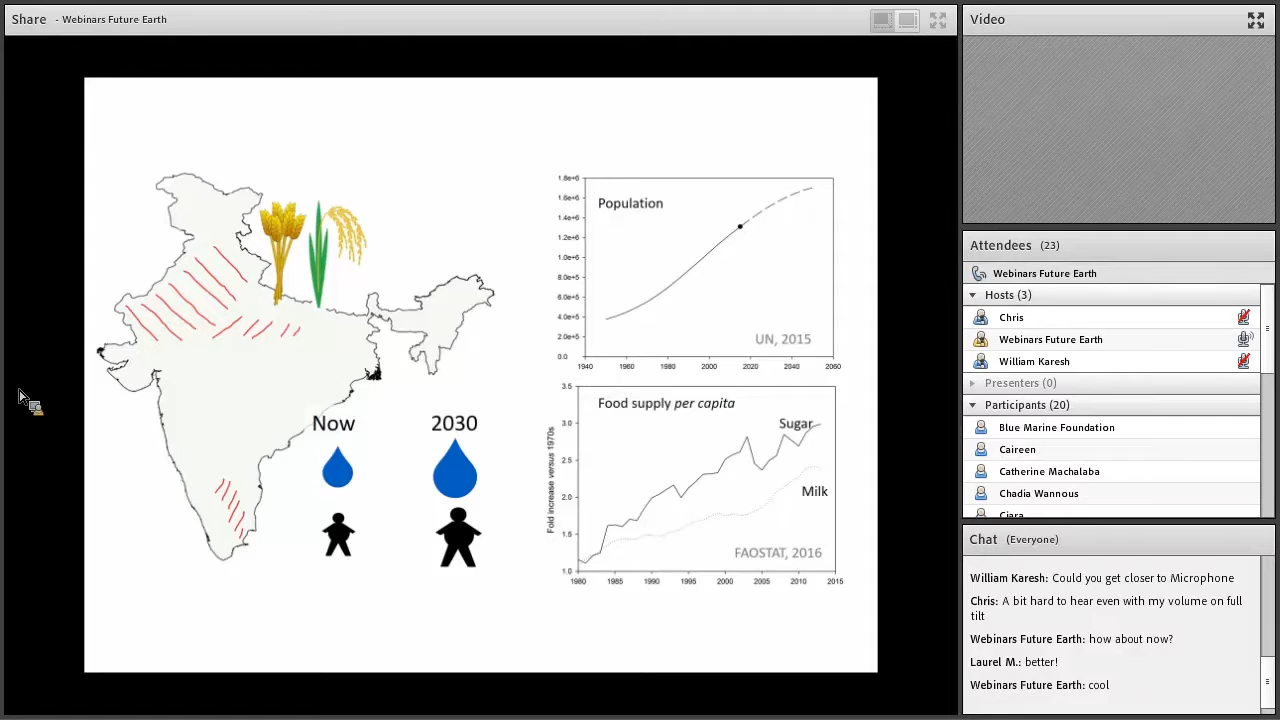 Share - Webinars Future Earth
Population
1.8e+6
1.6e+6
1.4e+6
1.2e+6
1.0e+6
8.0e+5
6.0e+5
4.0e+5
2.0e+5
0.0
UN, 2015
1940 1960 1980 2000 2020 2040 2060
Now 2030
Food supply per capita
Fold increase versus 1970s
3.5
3.0
2.5
2.0
1.5
1.0
Sugar
Milk
FAOSTAT, 2016
1980 1985 1990 1995 2000 2005 2010 2015
Video
Attendees (23)
Webinars Future Earth
Hosts (3)
Chris
Webinars Future Earth
William Karesh
Presenters (0)
Participants (20)
Blue Marine Foundation
Caireen
Catherine Machalaba
Chadia Wannous
Ciara
Chat (Everyone)
William Karesh: Could you get closer to Microphone
Chris: A bit hard to hear even with my volume on full
tilt
Webinars Future Earth: how about now?
Laurel M.: better!
Webinars Future Earth: cool